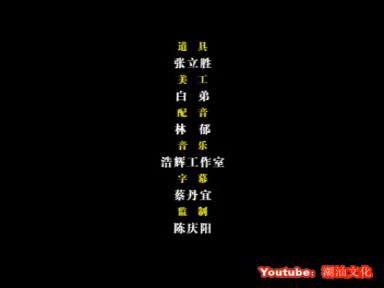 道 具
张立胜
美 工
白 弟
配 音
林 郁
音 乐
浩辉工作室
字 幕
蔡丹宜
监 制
陈庆阳
Youtube：潮汕文化